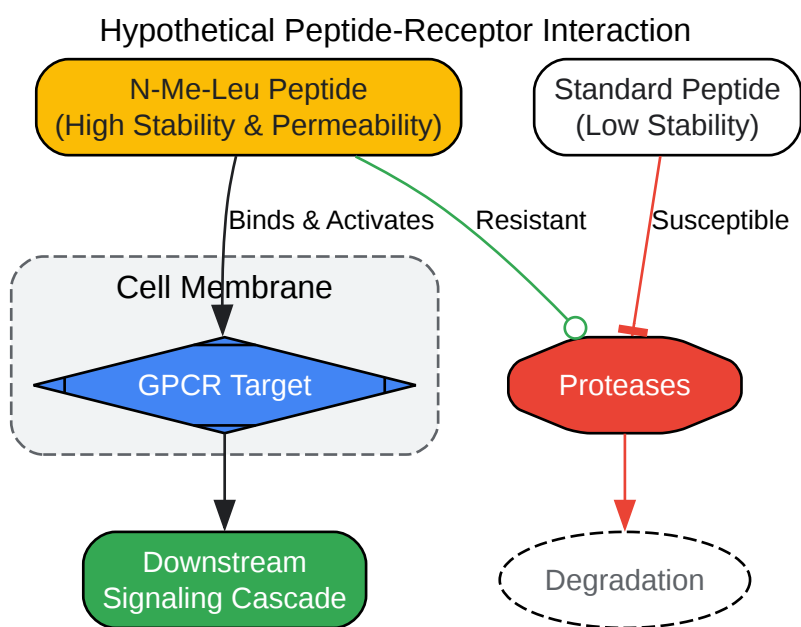 Hypothetical Peptide-Receptor Interaction
N-Me-Leu Peptide
(High Stability & Permeability)
Standard Peptide
(Low Stability)
Binds & Activates
Resistant
Susceptible
Cell Membrane
GPCR Target
Proteases
Downstream
Signaling Cascade
Degradation